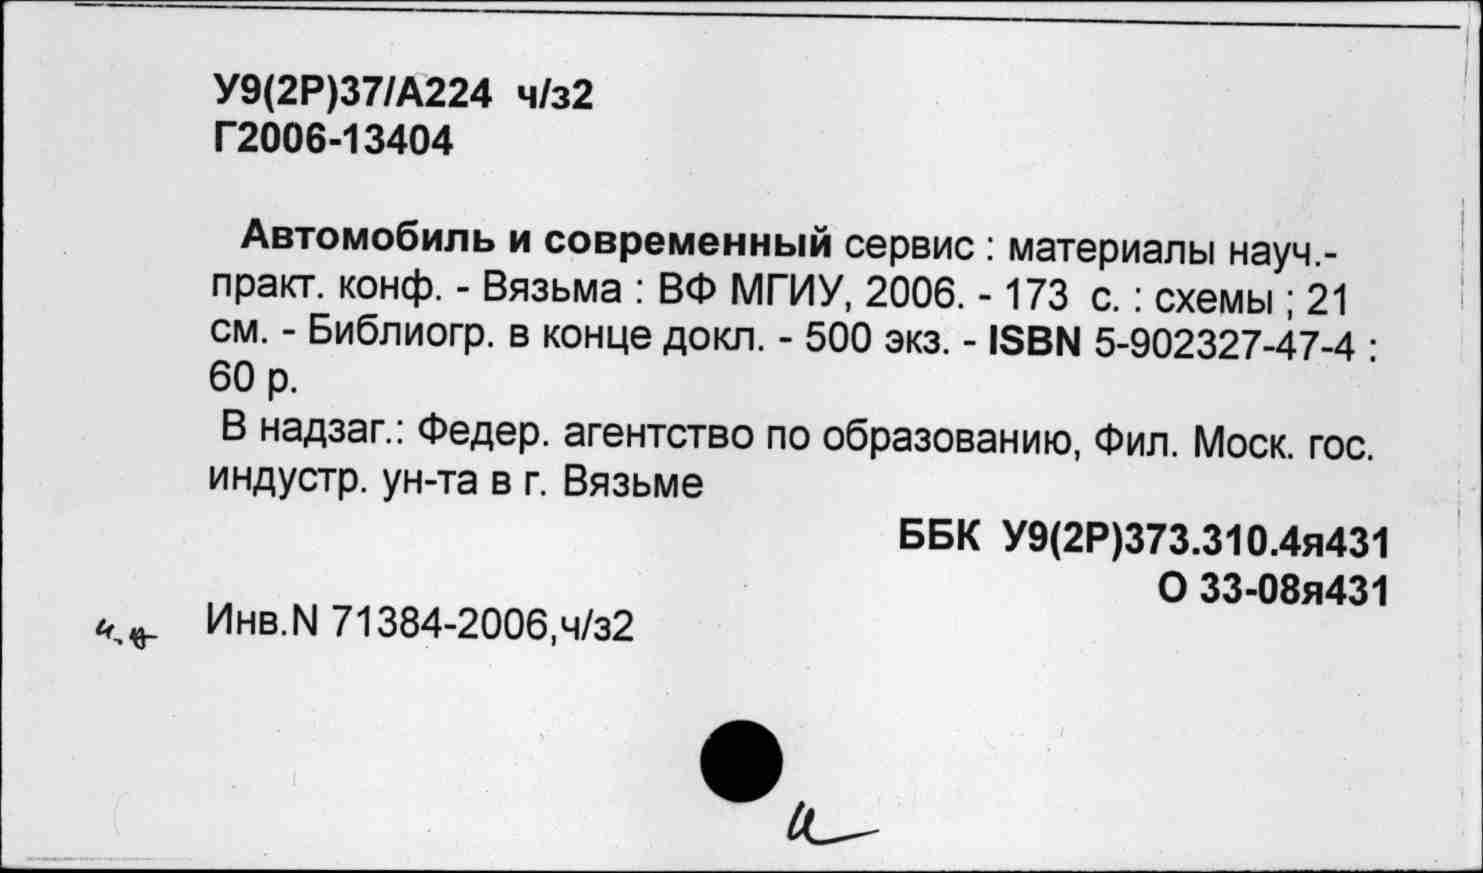 У9(2Р)37/А224 ч/з2
Г2006-13404
Автомобиль и современный сервис : материалы науч.-
практ. конф. - Вязьма : ВФ МГИУ, 2006. - 173 с. : схемы ; 21
см. - Библиогр. в конце докл. - 500 экз. - ISBN 5-902327-47-4 :
60 р.
В надзаг.: Федер. агентство по образованию, Фил. Моск. гос.
индустр. ун-та в г. Вязьме
ББК У9(2Р)373.310.4я431
О 33-08я431
Инв.N 71384-2006,ч/з2
и